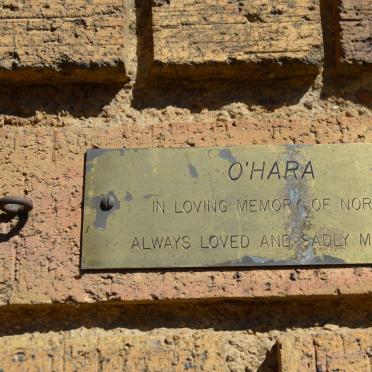 O'HARA
IN LOVING MEMORY OF NOR
ALWAYS LOVED AND SADLY M